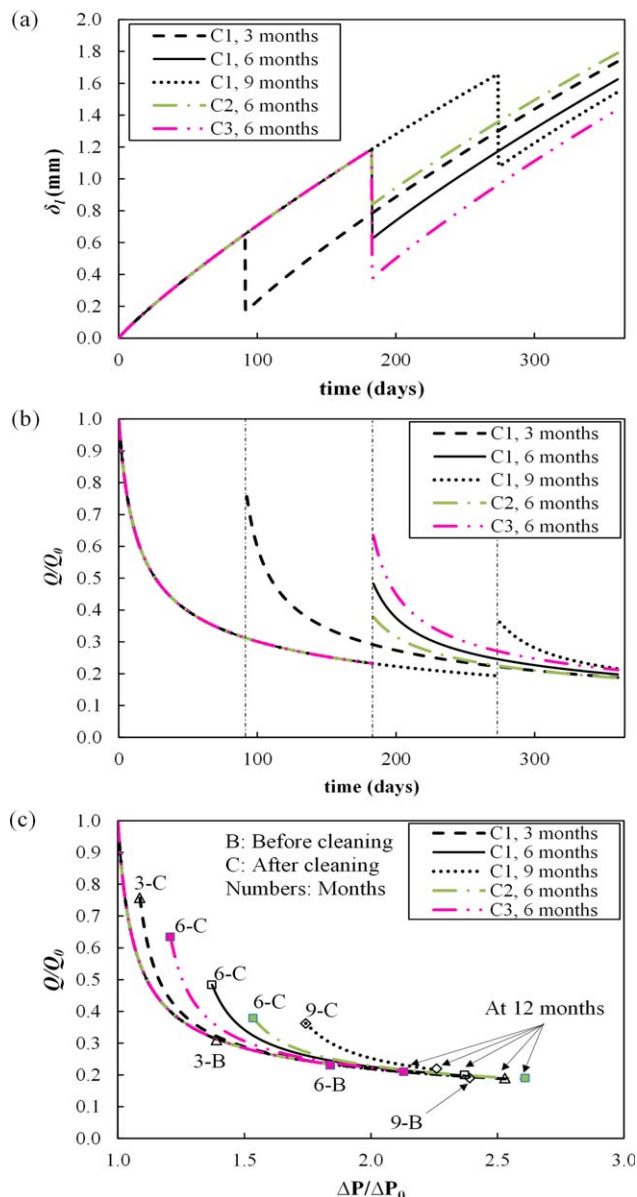 (a)
C1, 3 months
C1, 6 months
C1, 9 months
C2, 6 months
C3, 6 months
2.0
1.8
1.6
1.4
1.2
1.0
0.8
0.6
0.4
0.2
0.0
δl (mm)
0
100
200
300
time (days)
(b)
C1, 3 months
C1, 6 months
C1, 9 months
C2, 6 months
C3, 6 months
1.0
0.9
0.8
0.7
0.6
0.5
0.4
0.3
0.2
0.1
0.0
Q/Q0
0
100
200
300
time (days)
(c)
B: Before cleaning
C: After cleaning
Numbers: Months
C1, 3 months
C1, 6 months
C1, 9 months
C2, 6 months
C3, 6 months
1.0
0.9
0.8
0.7
0.6
0.5
0.4
0.3
0.2
0.1
0.0
Q/Q0
3-C
6-C
6-C
6-C
9-C
At 12 months
3-B
6-B
9-B
1.0
1.5
2.0
2.5
3.0
ΔP/ΔP0